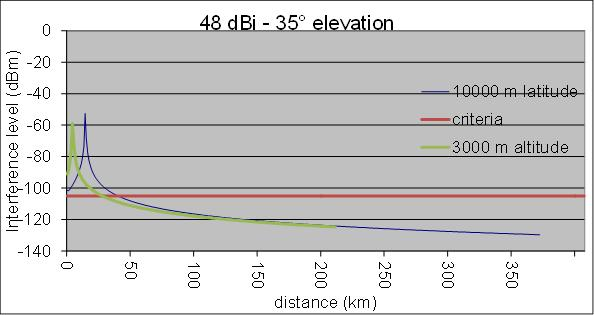 48 dBi - 35° elevation
Interference level (dBm)
0
-20
-40
-60
-80
-100
-120
-140
10000 m latitude
criteria
3000 m altitude
0
50
100
150
200
250
300
350
distance (km)